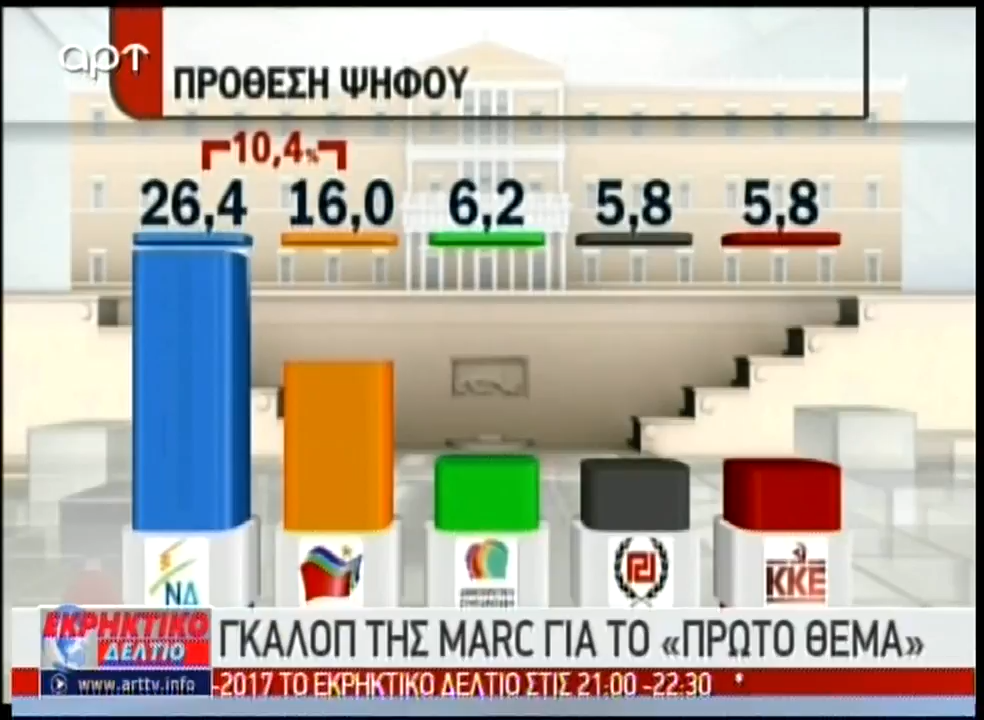 αρτ
ΠΡΟΘΕΣΗ ΨΗΦΟΥ
10,4%
26,4 16,0 6,2 5,8 5,8
ΝΔ
ΚΚΕ
ΕΚΡΗΚΤΙΚΟ
ΔΕΛΤΙΟ
ΓΚΑΛΟΠ ΤΗΣ MARC ΓΙΑ ΤΟ «ΠΡΩΤΟ ΘΕΜΑ»
www.arttv.info
-2017 ΤΟ ΕΚΡΗΚΤΙΚΟ ΔΕΛΤΙΟ ΣΤΙΣ 21:00 -22:30 *